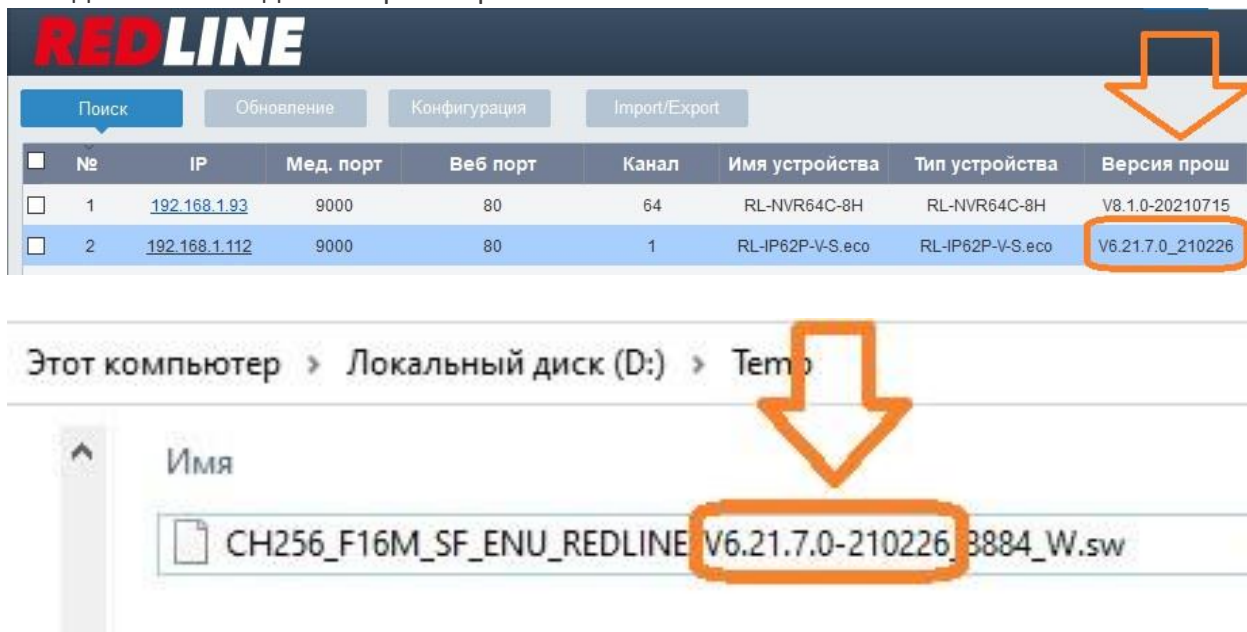 REDLINE
Поиск Обновление Конфигурация Import/Export
№ IP Мед. порт Веб порт Канал Имя устройства Тип устройства Версия прош
1 192.168.1.93 9000 80 64 RL-NVR64C-8H RL-NVR64C-8H V8.1.0-20210715
2 192.168.1.112 9000 80 1 RL-IP62P-V-S.eco RL-IP62P-V-S.eco V6.21.7.0_210226
Этот компьютер > Локальный диск (D:) > Temp
Имя
CH256_F16M_SF_ENU_REDLINE_V6.21.7.0-210226_3884_W.sw